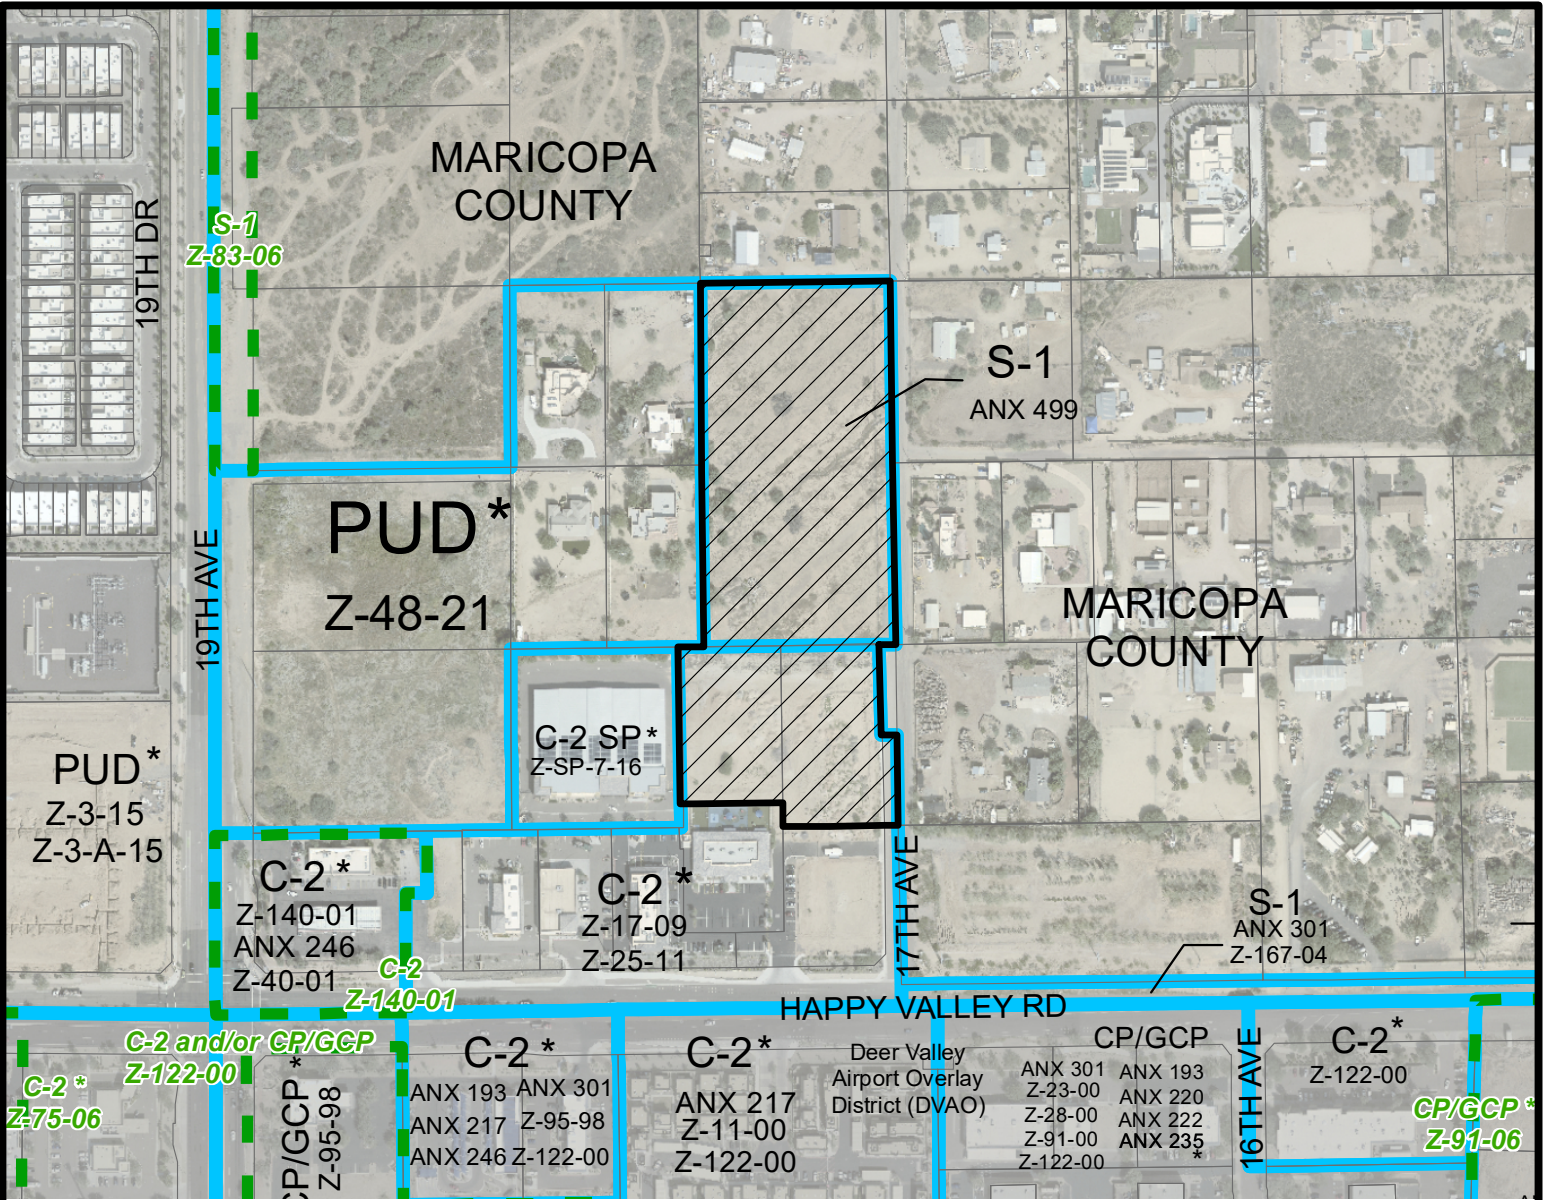 MARICOPA
COUNTY
19TH DR
S-1
Z-83-06
S-1
ANX 499
PUD*
Z-48-21
19TH AVE
MARICOPA
COUNTY
C-2 SP*
Z-SP-7-16
PUD*
Z-3-15
Z-3-A-15
C-2 *
Z-140-01
ANX 246
Z-40-01
C-2 *
Z-17-09
Z-25-11
17TH AVE
S-1
ANX 301
Z-167-04
C-2
Z-140-01
HAPPY VALLEY RD
C-2 and/or CP/GCP
Z-122-00
C-2 *
Z-75-06
CP/GCP *
Z-95-98
C-2 *
ANX 193 ANX 301
ANX 217 Z-95-98
ANX 246 Z-122-00
C-2*
ANX 217
Z-11-00
Z-122-00
Deer Valley
Airport Overlay
District (DVAO)
CP/GCP
ANX 301 ANX 193
Z-23-00 ANX 220
Z-28-00 ANX 222
Z-91-00 ANX 235
Z-122-00 *
16TH AVE
C-2*
Z-122-00
CP/GCP *
Z-91-06